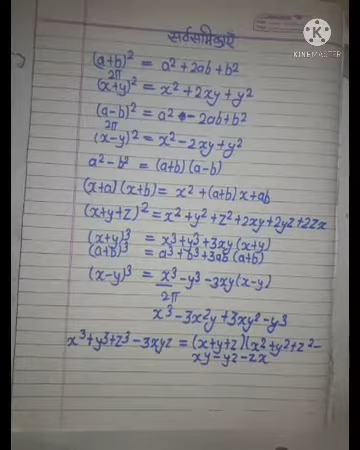 KINEMASTER
सर्वसमिकाएँ
(a+b)² = a² + 2ab + b²
या
(x+y)² = x² + 2xy + y²
(a-b)² = a² - 2ab + b²
या
(x-y)² = x² - 2xy + y²
a² - b² = (a+b) (a-b)
(x+a) (x+b) = x² + (a+b) x + ab
(x+y+z)² = x² + y² + z² + 2xy + 2yz + 2zx
(x+y)³ = x³ + y³ + 3xy (x+y)
(a+b)³ = a³ + b³ + 3ab (a+b)
(x-y)³ = x³ - y³ - 3xy (x-y)
या
x³ - 3x²y + 3xy² - y³
x³ + y³ + z³ - 3xyz = (x+y+z) (x² + y² + z² -
xy = yz - zx